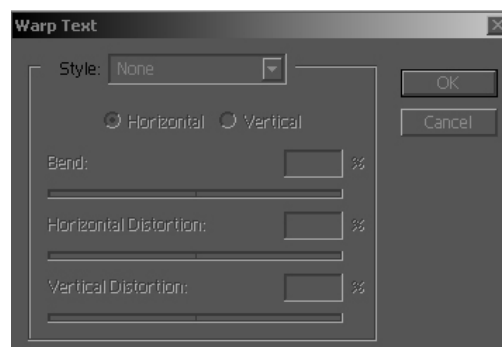 Warp Text
Style: None
OK
Horizontal Vertical
Cancel
Bend: %
Horizontal Distortion: %
Vertical Distortion: %